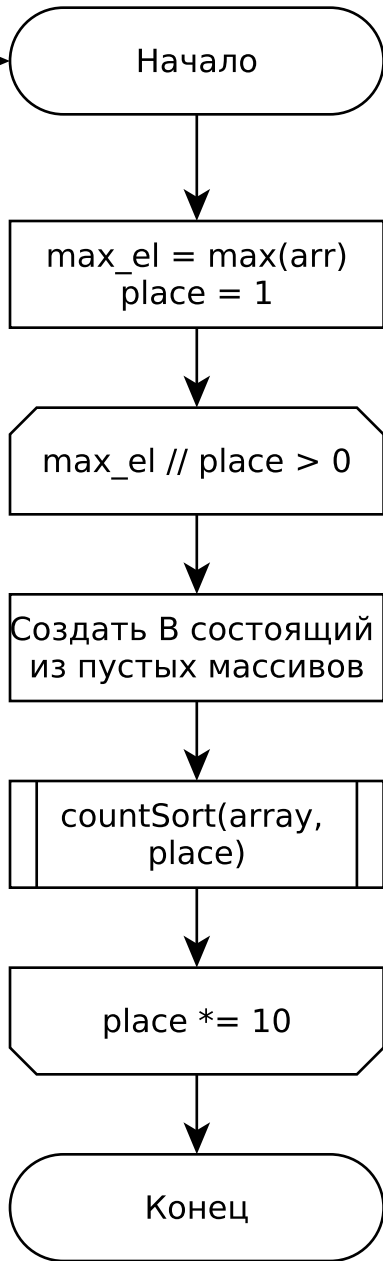 Начало
max_el = max(arr)
place = 1
max_el // place > 0
Создать B состоящий
из пустых массивов
countSort(array,
place)
place *= 10
Конец